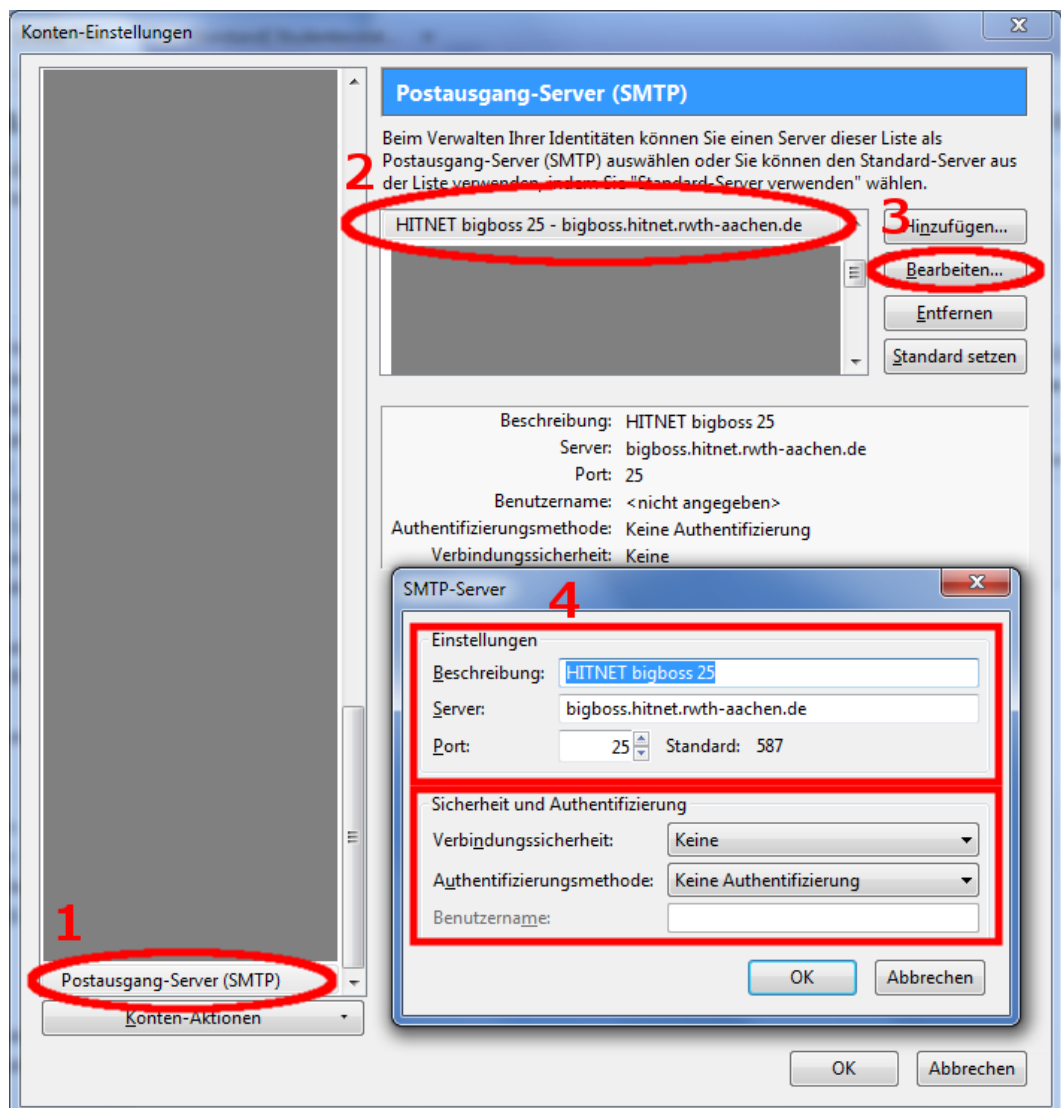 Konten-Einstellungen
Postausgang-Server (SMTP)
Beim Verwalten Ihrer Identitäten können Sie einen Server dieser Liste als
Postausgang-Server (SMTP) auswählen oder Sie können den Standard-Server aus
der Liste verwenden, indem Sie "Standard-Server verwenden" wählen.
2
HITNET bigboss 25 - bigboss.hitnet.rwth-aachen.de
3
Hinzufügen...
Bearbeiten...
Entfernen
Standard setzen
Beschreibung: HITNET bigboss 25
Server: bigboss.hitnet.rwth-aachen.de
Port: 25
Benutzername: <nicht angegeben>
Authentifizierungsmethode: Keine Authentifizierung
Verbindungssicherheit: Keine
SMTP-Server
4
Einstellungen
Beschreibung: HITNET bigboss 25
Server: bigboss.hitnet.rwth-aachen.de
Port: 25 Standard: 587
Sicherheit und Authentifizierung
Verbindungssicherheit: Keine
Authentifizierungsmethode: Keine Authentifizierung
Benutzername:
OK Abbrechen
1
Postausgang-Server (SMTP)
Konten-Aktionen
OK Abbrechen